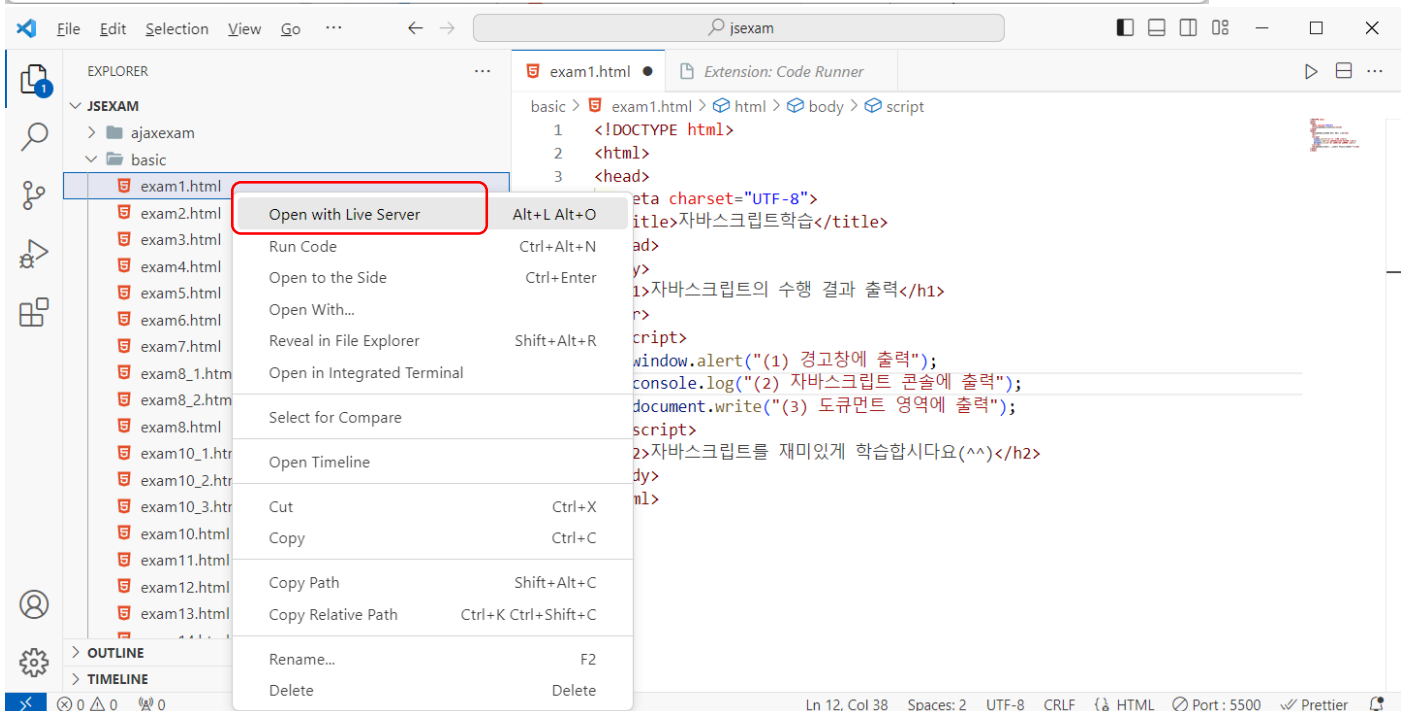 File Edit Selection View Go ··· jsexam
EXPLORER ···
JSEXAM
ajaxexam
basic
exam1.html
exam2.html
exam3.html
exam4.html
exam5.html
exam6.html
exam7.html
exam8_1.htm
exam8_2.htm
exam8.html
exam10_1.htm
exam10_2.htm
exam10_3.htm
exam10.html
exam11.html
exam12.html
exam13.html
OUTLINE
TIMELINE
1
Open with Live Server Alt+L Alt+O
Run Code Ctrl+Alt+N
Open to the Side Ctrl+Enter
Open With...
Reveal in File Explorer Shift+Alt+R
Open in Integrated Terminal
Select for Compare
Open Timeline
Cut Ctrl+X
Copy Ctrl+C
Copy Path Shift+Alt+C
Copy Relative Path Ctrl+K Ctrl+Shift+C
Rename... F2
Delete Delete
exam1.html ● Extension: Code Runner ···
basic > exam1.html > html > body > script
1 <!DOCTYPE html>
2 <html>
3 <head>
eta charset="UTF-8">
itle>자바스크립트학습</title>
ad>
y>
1>자바스크립트의 수행 결과 출력</h1>
r>
cript>
window.alert("(1) 경고창에 출력");
console.log("(2) 자바스크립트 콘솔에 출력");
document.write("(3) 도큐먼트 영역에 출력");
script>
2>자바스크립트를 재미있게 학습합시다요(^^)</h2>
dy>
ml>
0 0 0 Ln 12, Col 38 Spaces: 2 UTF-8 CRLF HTML Port : 5500 Prettier